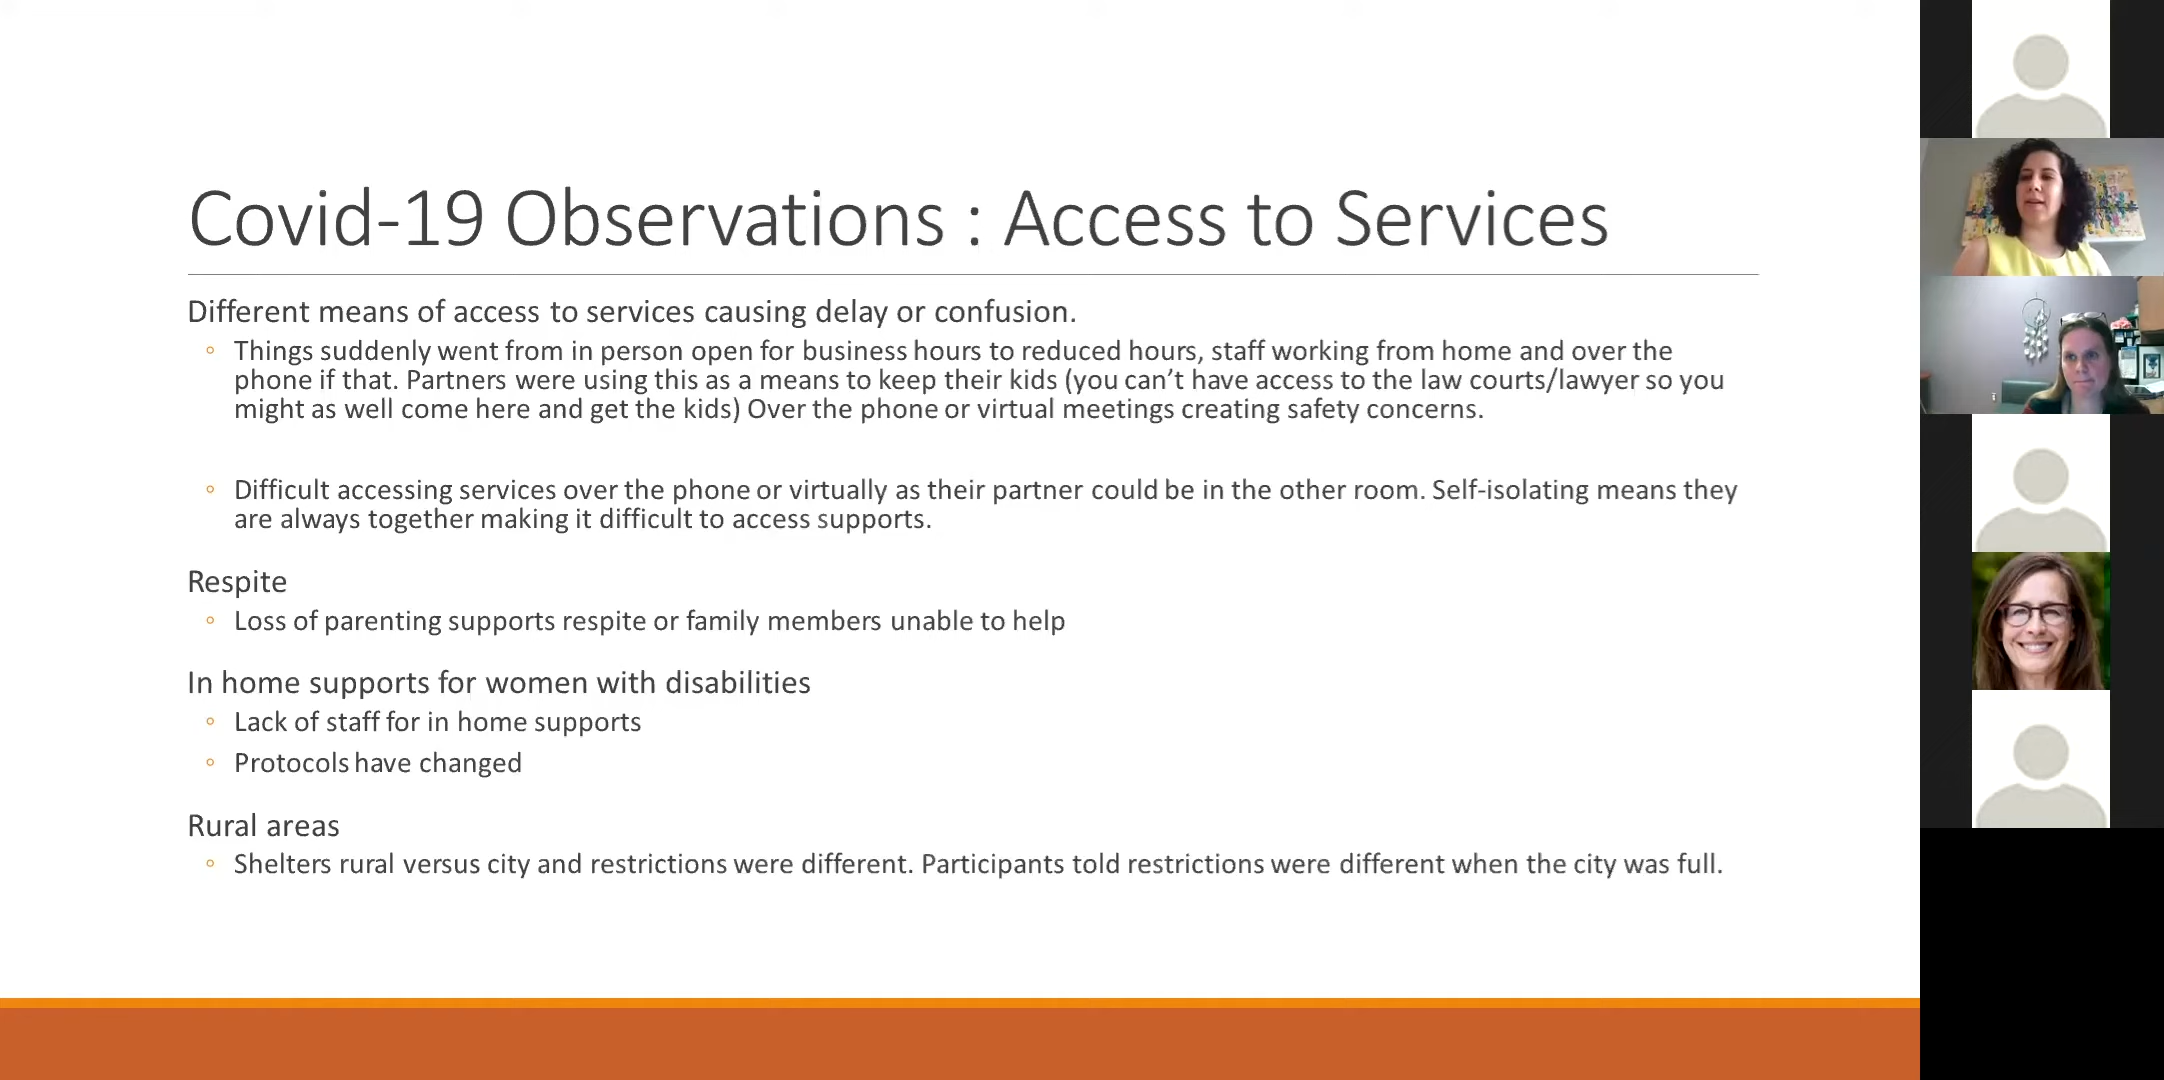 Covid-19 Observations : Access to Services
Different means of access to services causing delay or confusion.
◦ Things suddenly went from in person open for business hours to reduced hours, staff working from home and over the
phone if that. Partners were using this as a means to keep their kids (you can’t have access to the law courts/lawyer so you
might as well come here and get the kids) Over the phone or virtual meetings creating safety concerns.
◦ Difficult accessing services over the phone or virtually as their partner could be in the other room. Self-isolating means they
are always together making it difficult to access supports.
Respite
◦ Loss of parenting supports respite or family members unable to help
In home supports for women with disabilities
◦ Lack of staff for in home supports
◦ Protocols have changed
Rural areas
◦ Shelters rural versus city and restrictions were different. Participants told restrictions were different when the city was full.